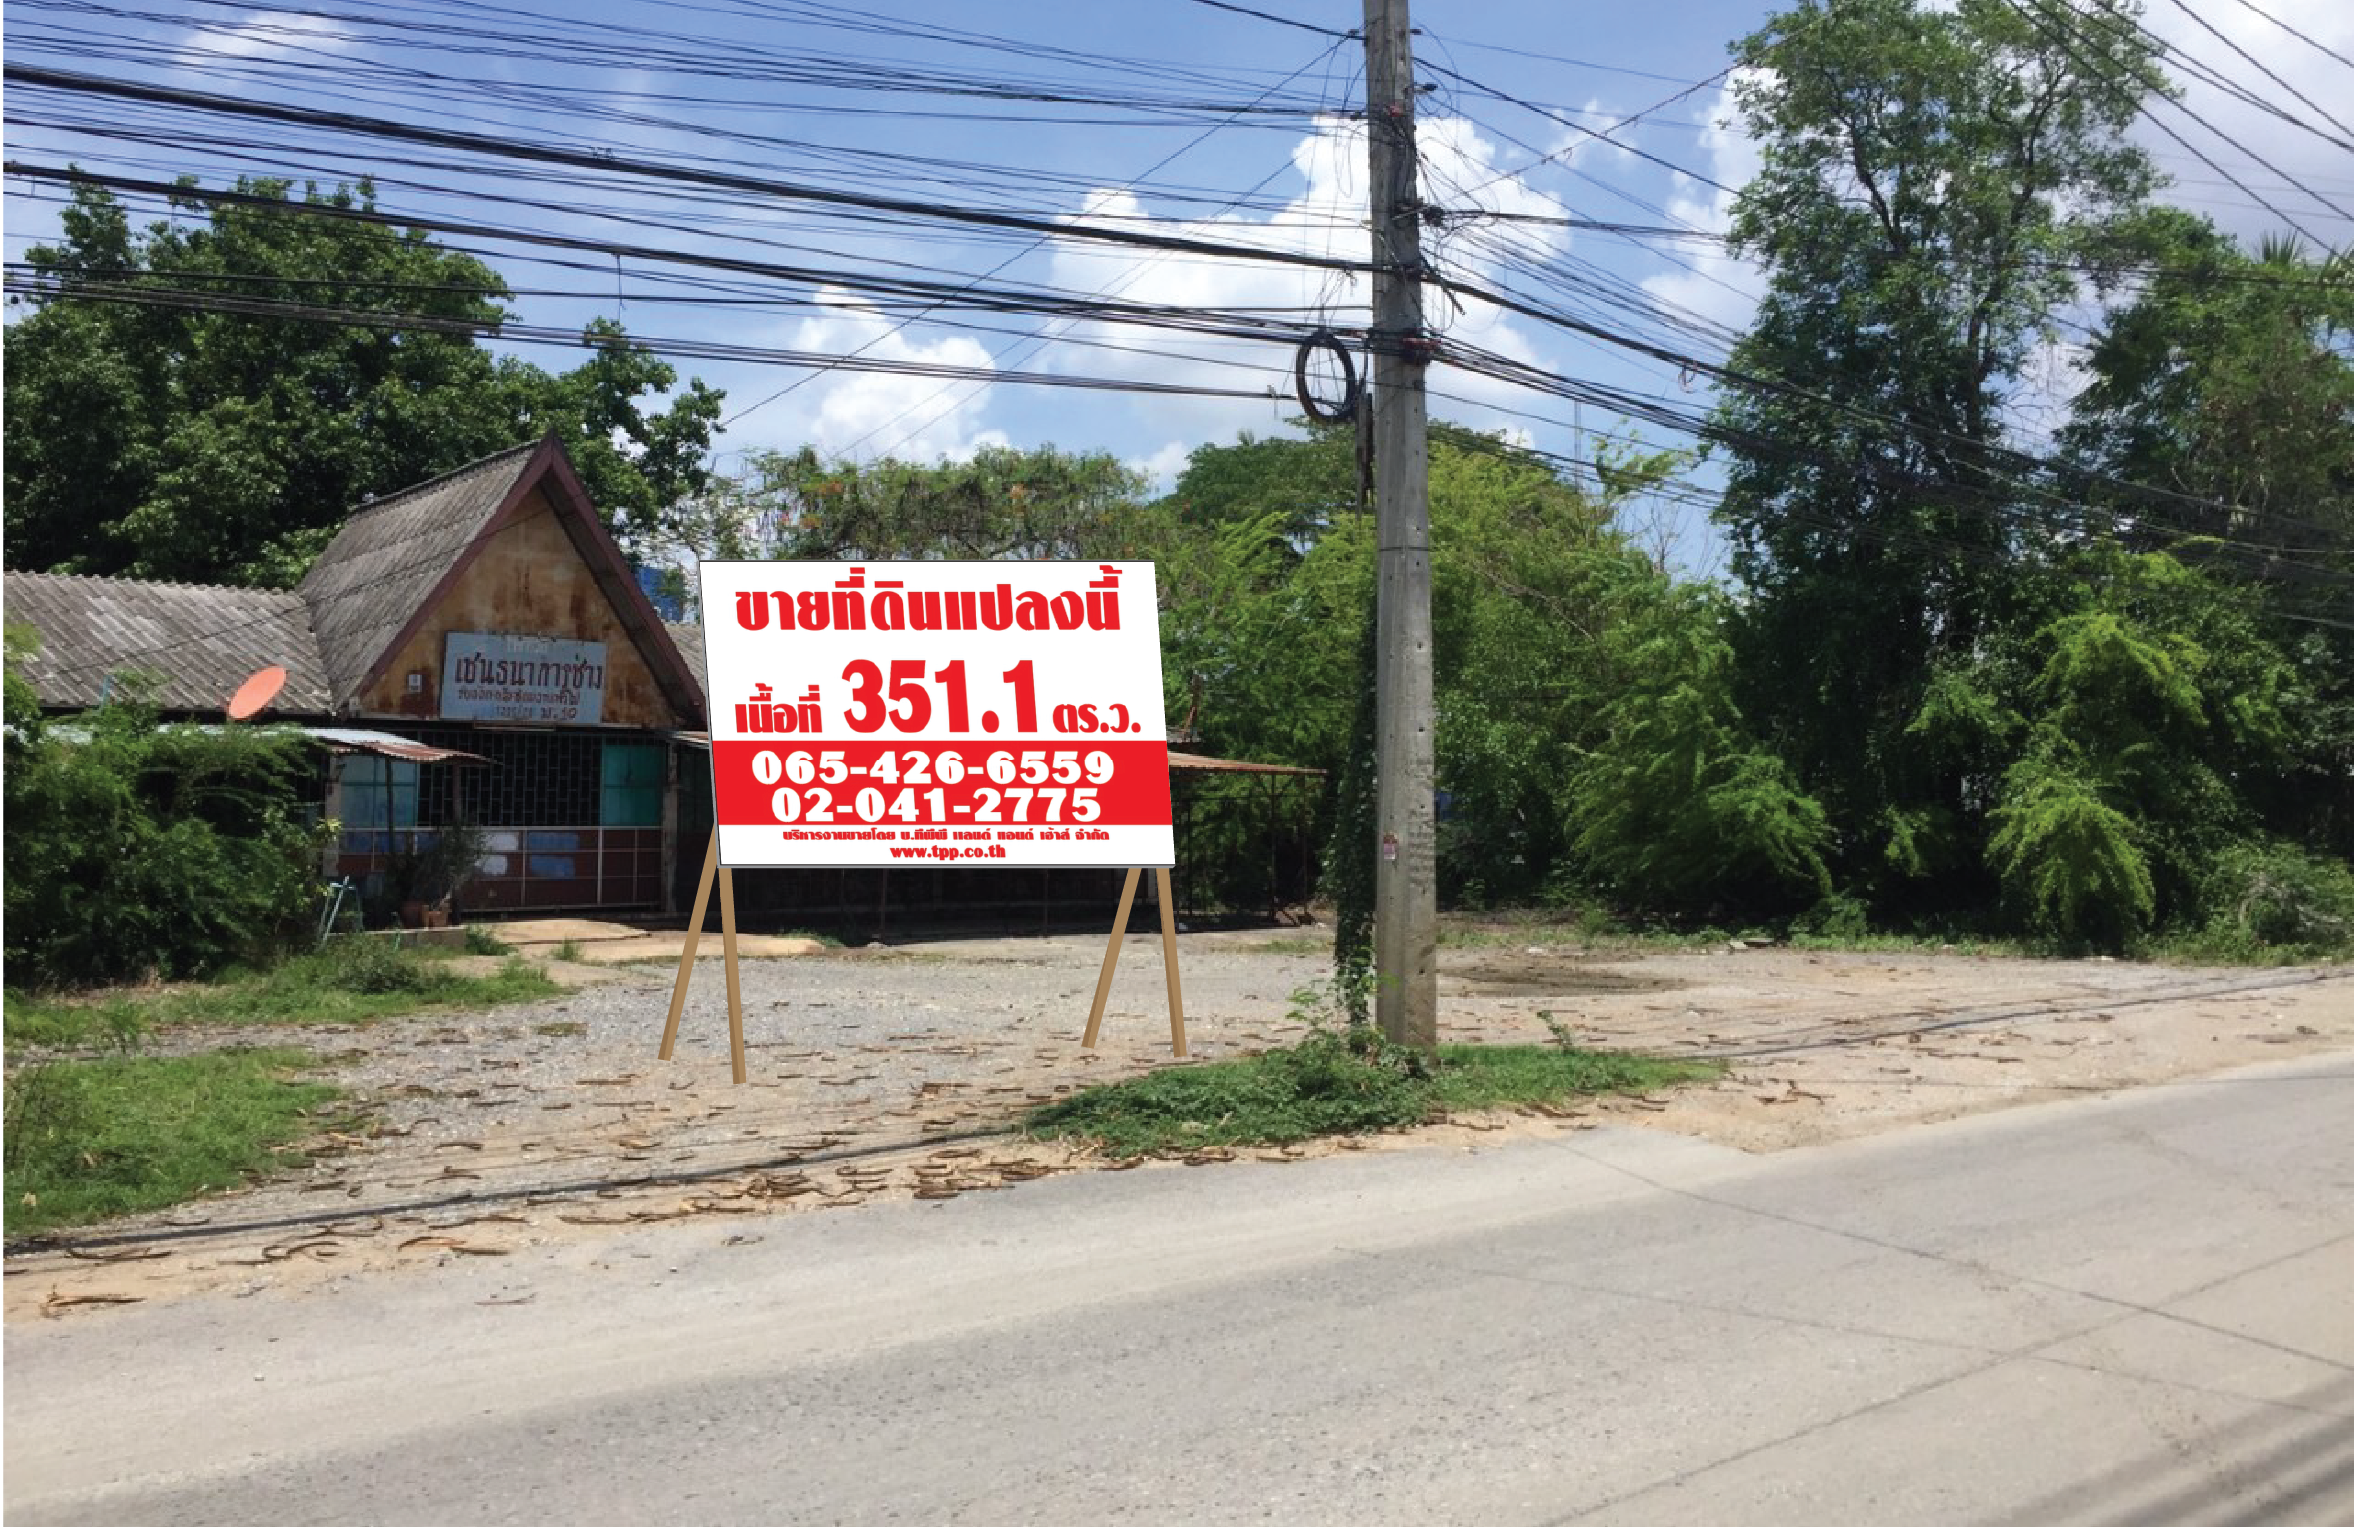 เซนธนาการช่าง
ขายที่ดินแปลงนี้
เนื้อที่ 351.1 ตร.ว.
065-426-6559
02-041-2775
บริหารงานขายโดย บ.ทีพีพี แลนด์ แอนด์ เฮ้าส์ จำกัด
www.tpp.co.th